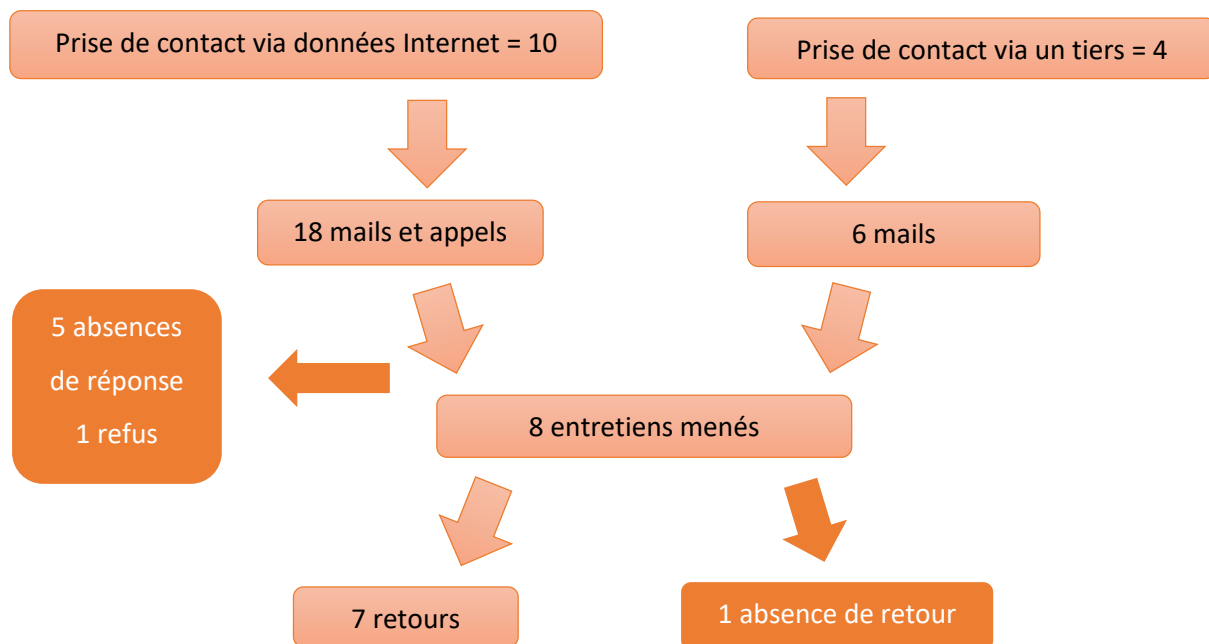 Prise de contact via données Internet = 10
Prise de contact via un tiers = 4
18 mails et appels
6 mails
5 absences
de réponse
1 refus
8 entretiens menés
7 retours
1 absence de retour